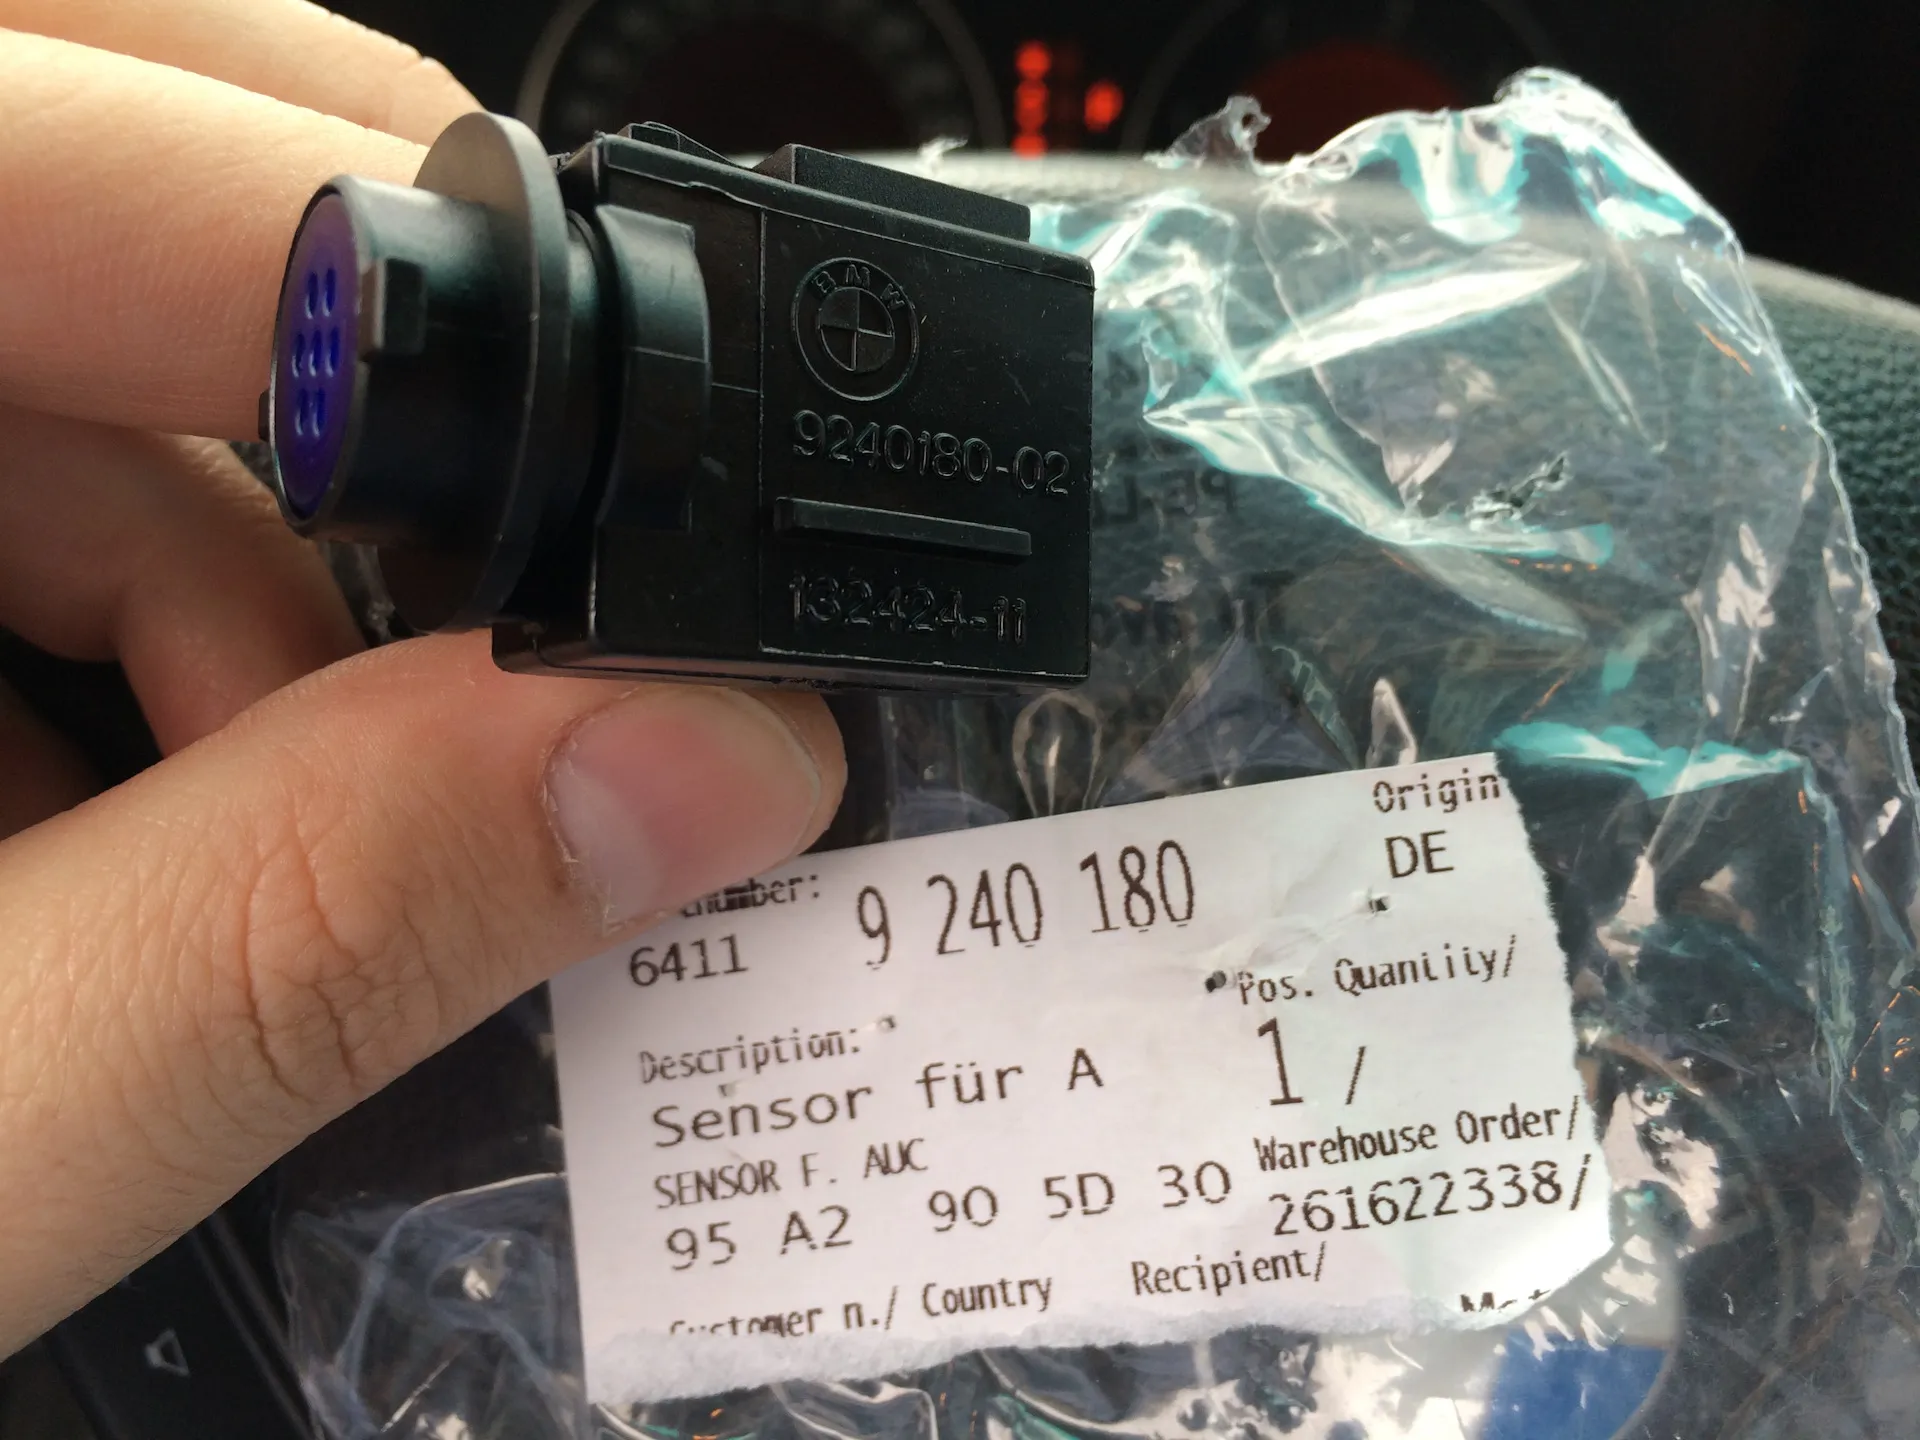 BMW
9240180-02
132424-11
Origin
DE
number:
6411 9 240 180
Pos. Quantity/
1 /
Description:
Sensor für A
SENSOR F. AUC
95 A2 90 5D 30
Warehouse Order/
261622338/
Customer n./ Country
Recipient/